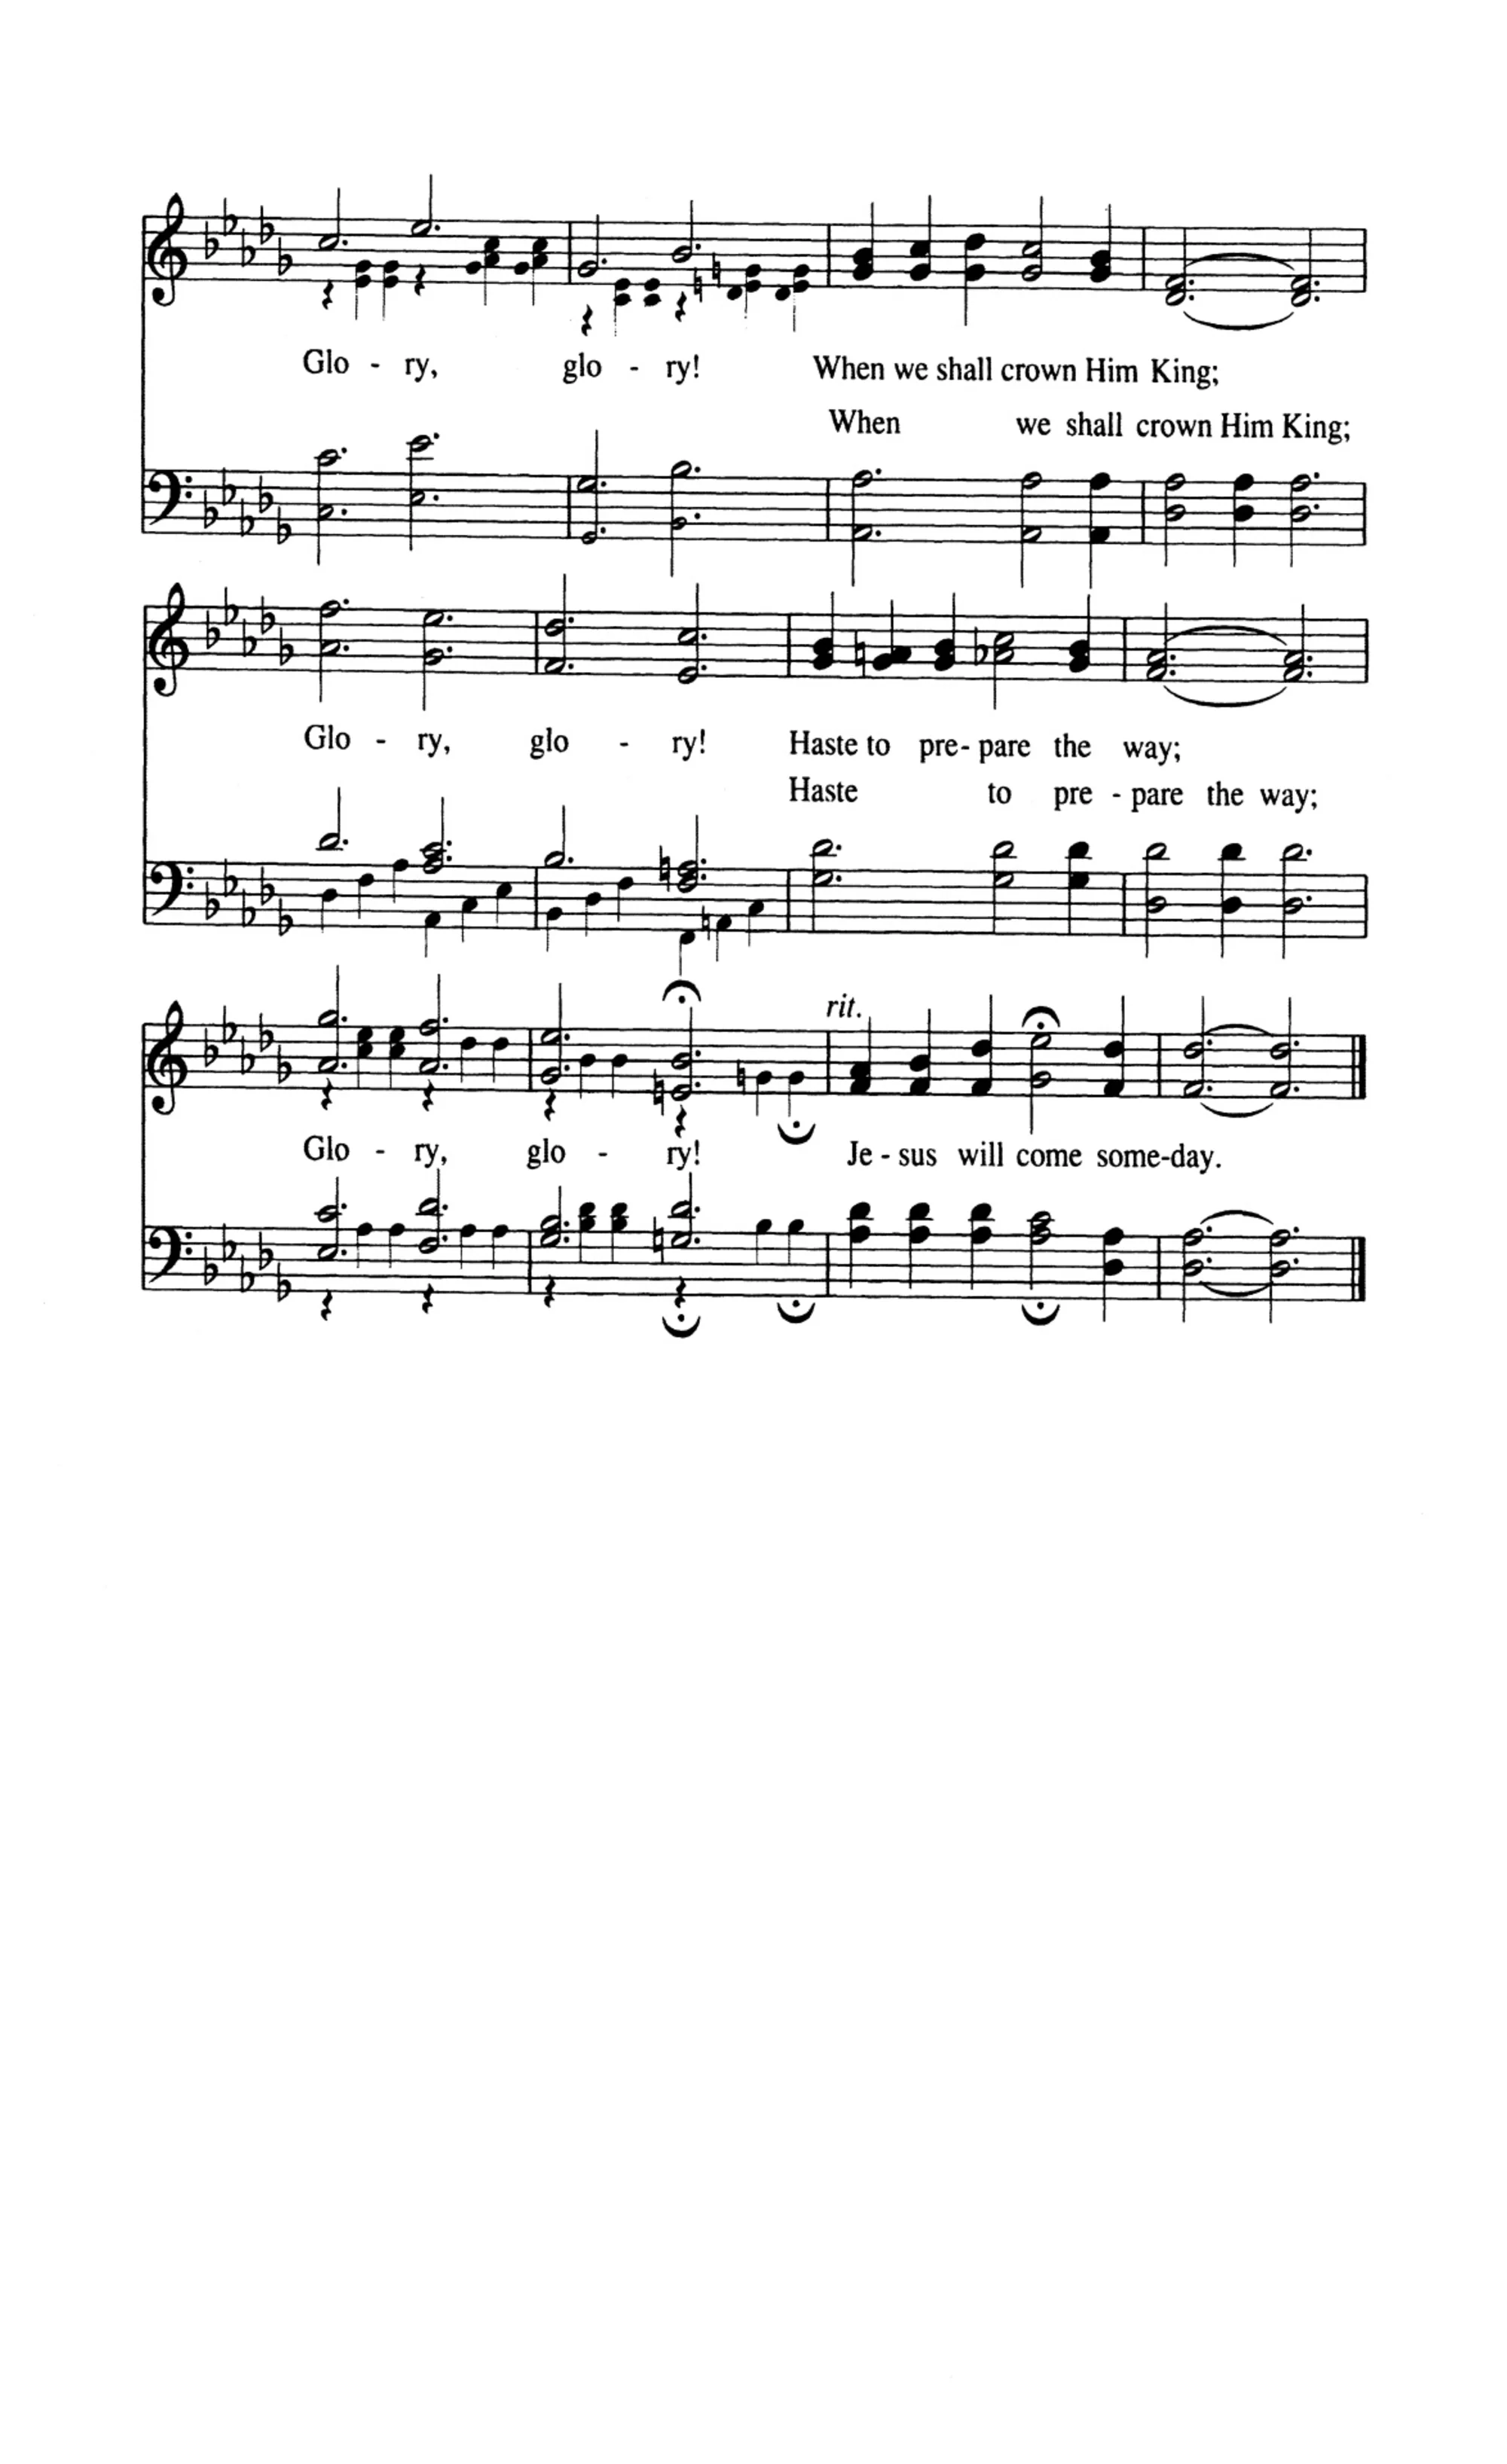 Glo - ry, glo - ry! When we shall crown Him King;
When we shall crown Him King;
Glo - ry, glo - ry! Haste to pre- pare the way;
Haste to pre - pare the way;
rit.
Glo - ry, glo - ry! Je - sus will come some-day.